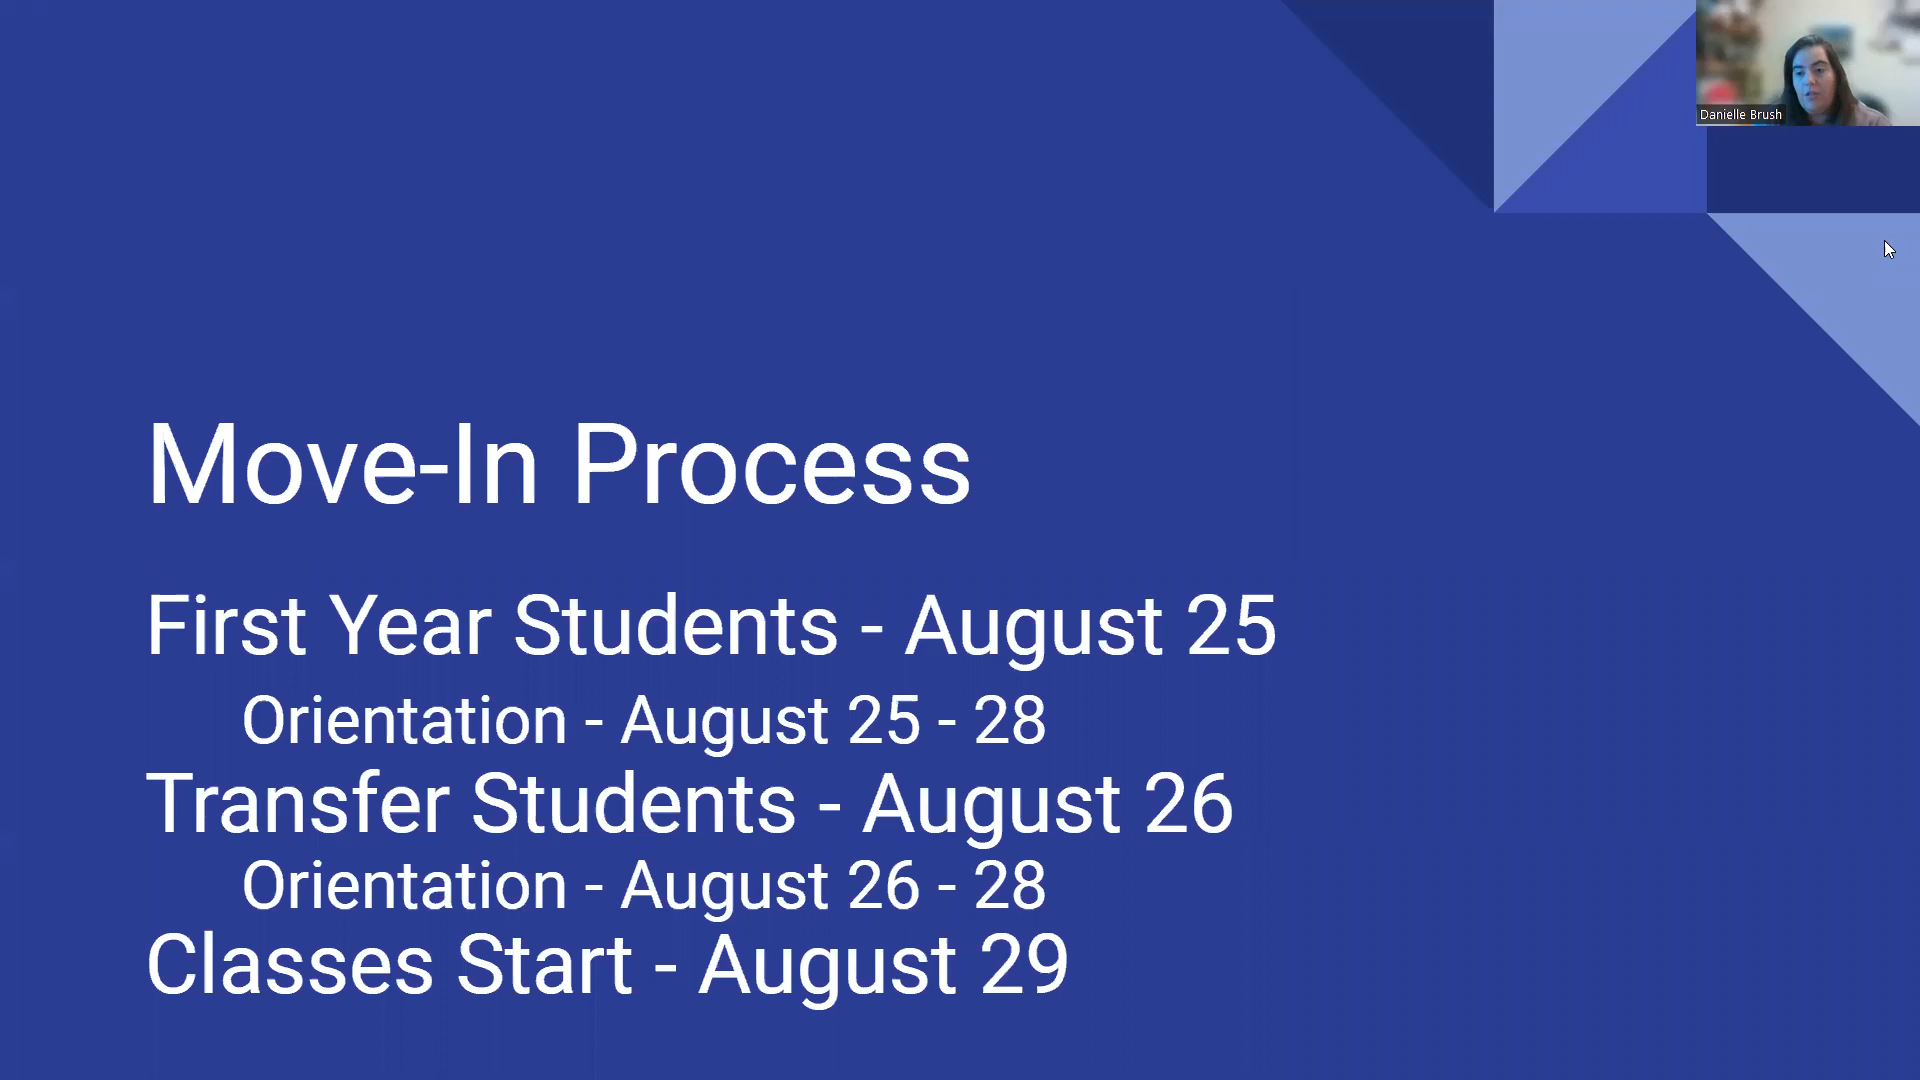 Danielle Brush
Move-In Process
First Year Students - August 25
Orientation - August 25 - 28
Transfer Students - August 26
Orientation - August 26 - 28
Classes Start - August 29